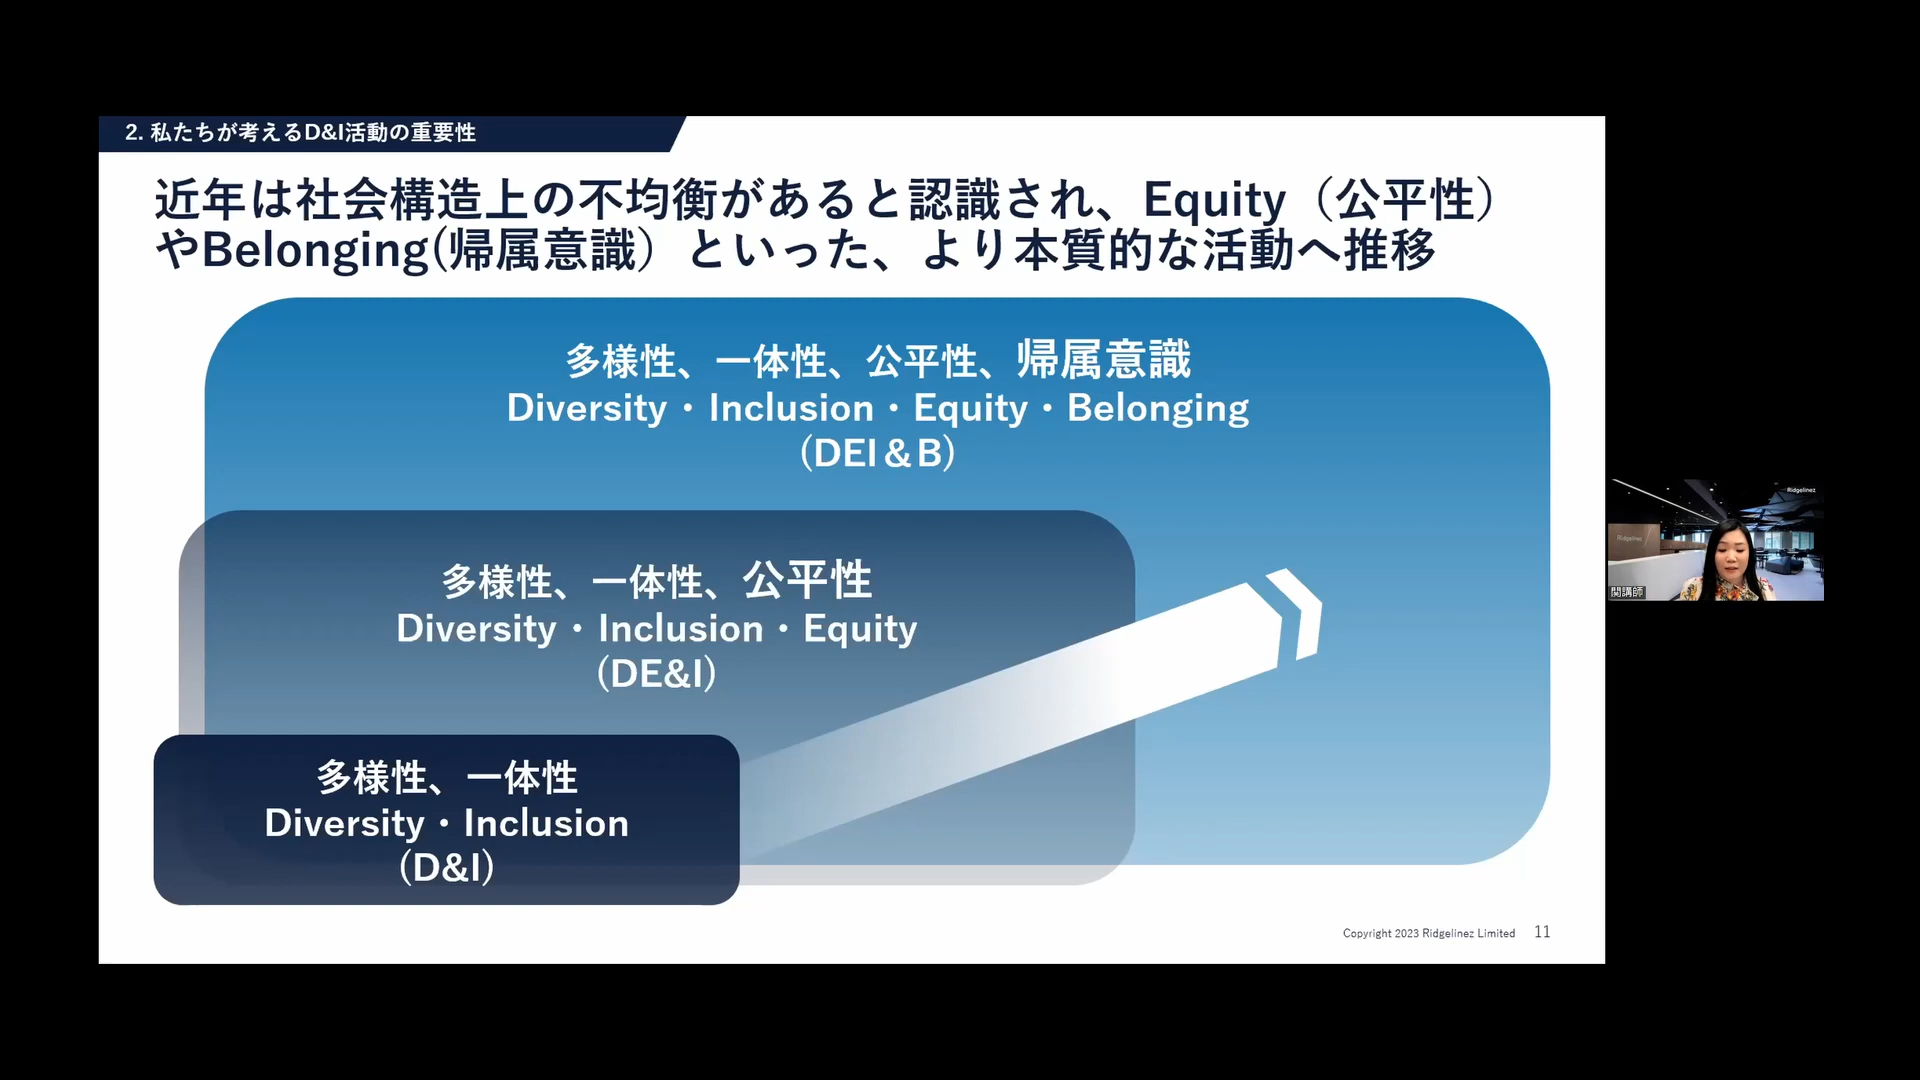 2. 私たちが考えるD&I活動の重要性
近年は社会構造上の不均衡があると認識され、Equity（公平性）
やBelonging(帰属意識）といった、より本質的な活動へ推移
多様性、一体性、公平性、帰属意識
Diversity・Inclusion・Equity・Belonging
（DEI＆B）
多様性、一体性、公平性
Diversity・Inclusion・Equity
（DE&I）
多様性、一体性
Diversity・Inclusion
（D&I）
Copyright 2023 Ridgelinez Limited 11
Ridgelinez
Ridgelinez
関講師